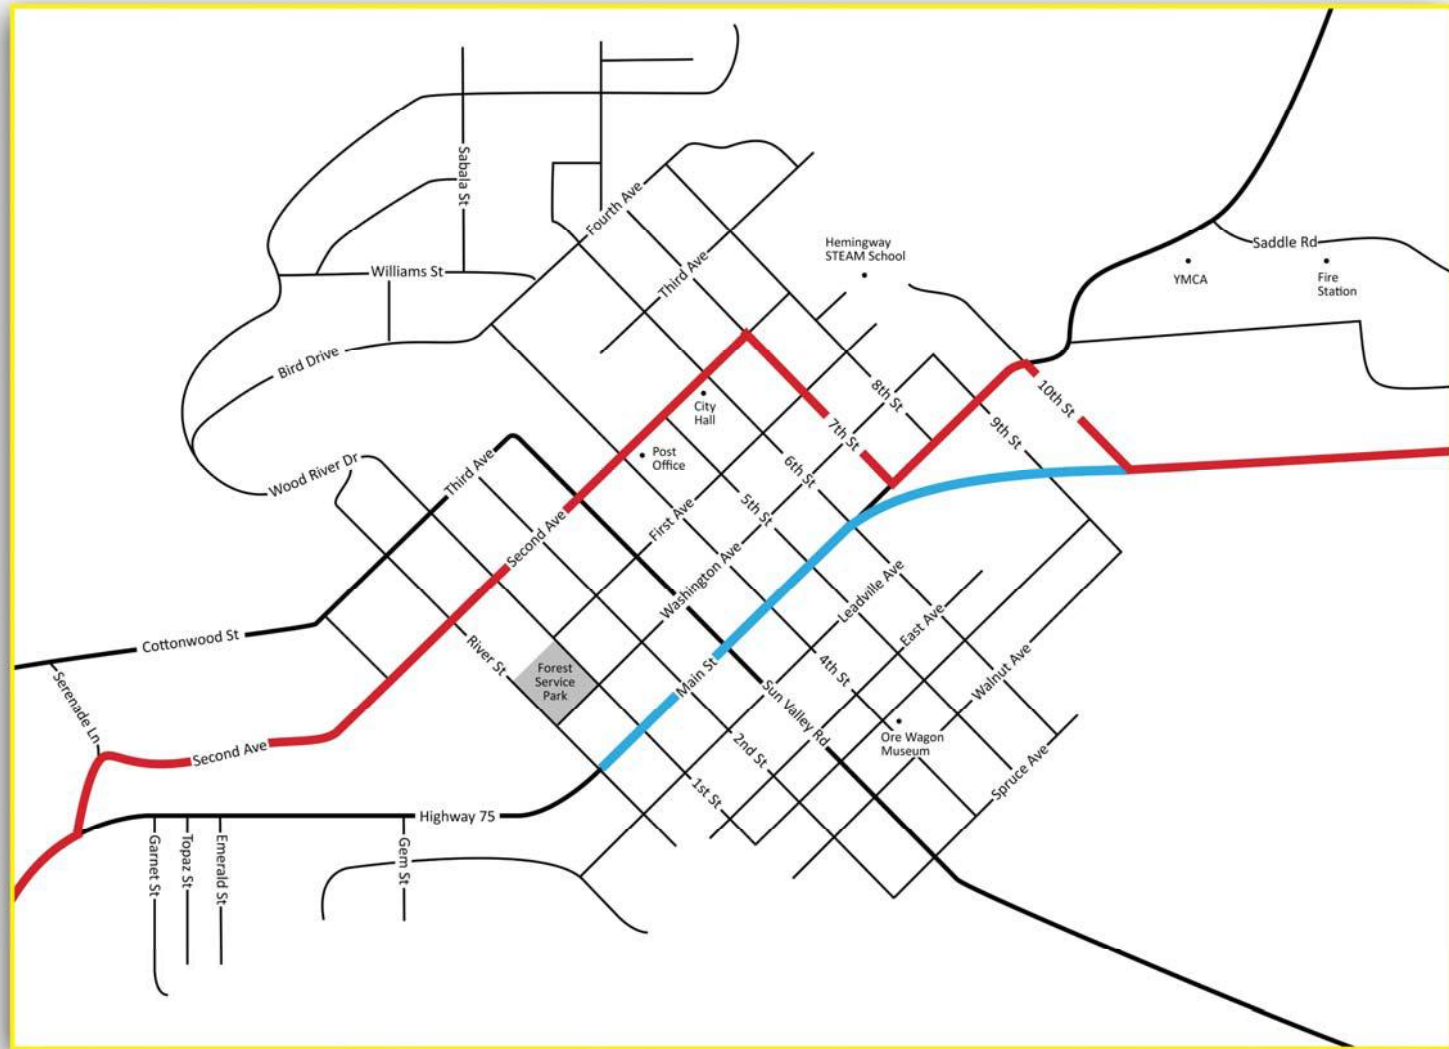 Sabala St
Fourth Ave
Hemingway
STEAM School
Saddle Rd
Williams St
Third Ave
YMCA
Fire
Station
Bird Drive
8th St
10th St
City
Hall
7th St
9th St
Post
Office
Third Ave
Wood River Dr
6th St
5th St
First Ave
Second Ave
Washington Ave
Leadville Ave
East Ave
Cottonwood St
River St
Forest
Service
Park
Main St
4th St
Walnut Ave
Serenade Ln
Sun Valley Rd
Second Ave
2nd St
Ore Wagon
Museum
Spruce Ave
1st St
Highway 75
Garnet St
Topaz St
Emerald St
Gem St